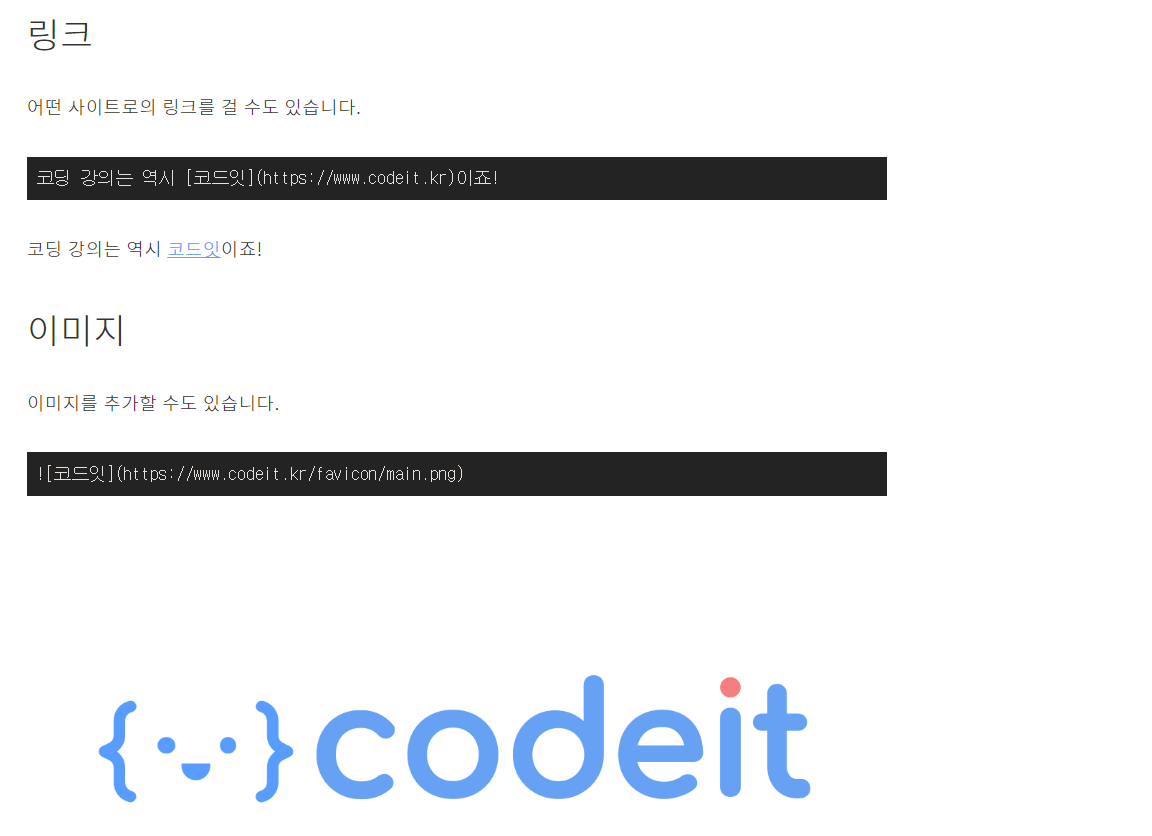 링크
어떤 사이트로의 링크를 걸 수도 있습니다.
코딩 강의는 역시 [코드잇](https://www.codeit.kr)이죠!
코딩 강의는 역시 코드잇이죠!
이미지
이미지를 추가할 수도 있습니다.
![코드잇](https://www.codeit.kr/favicon/main.png)
codeit